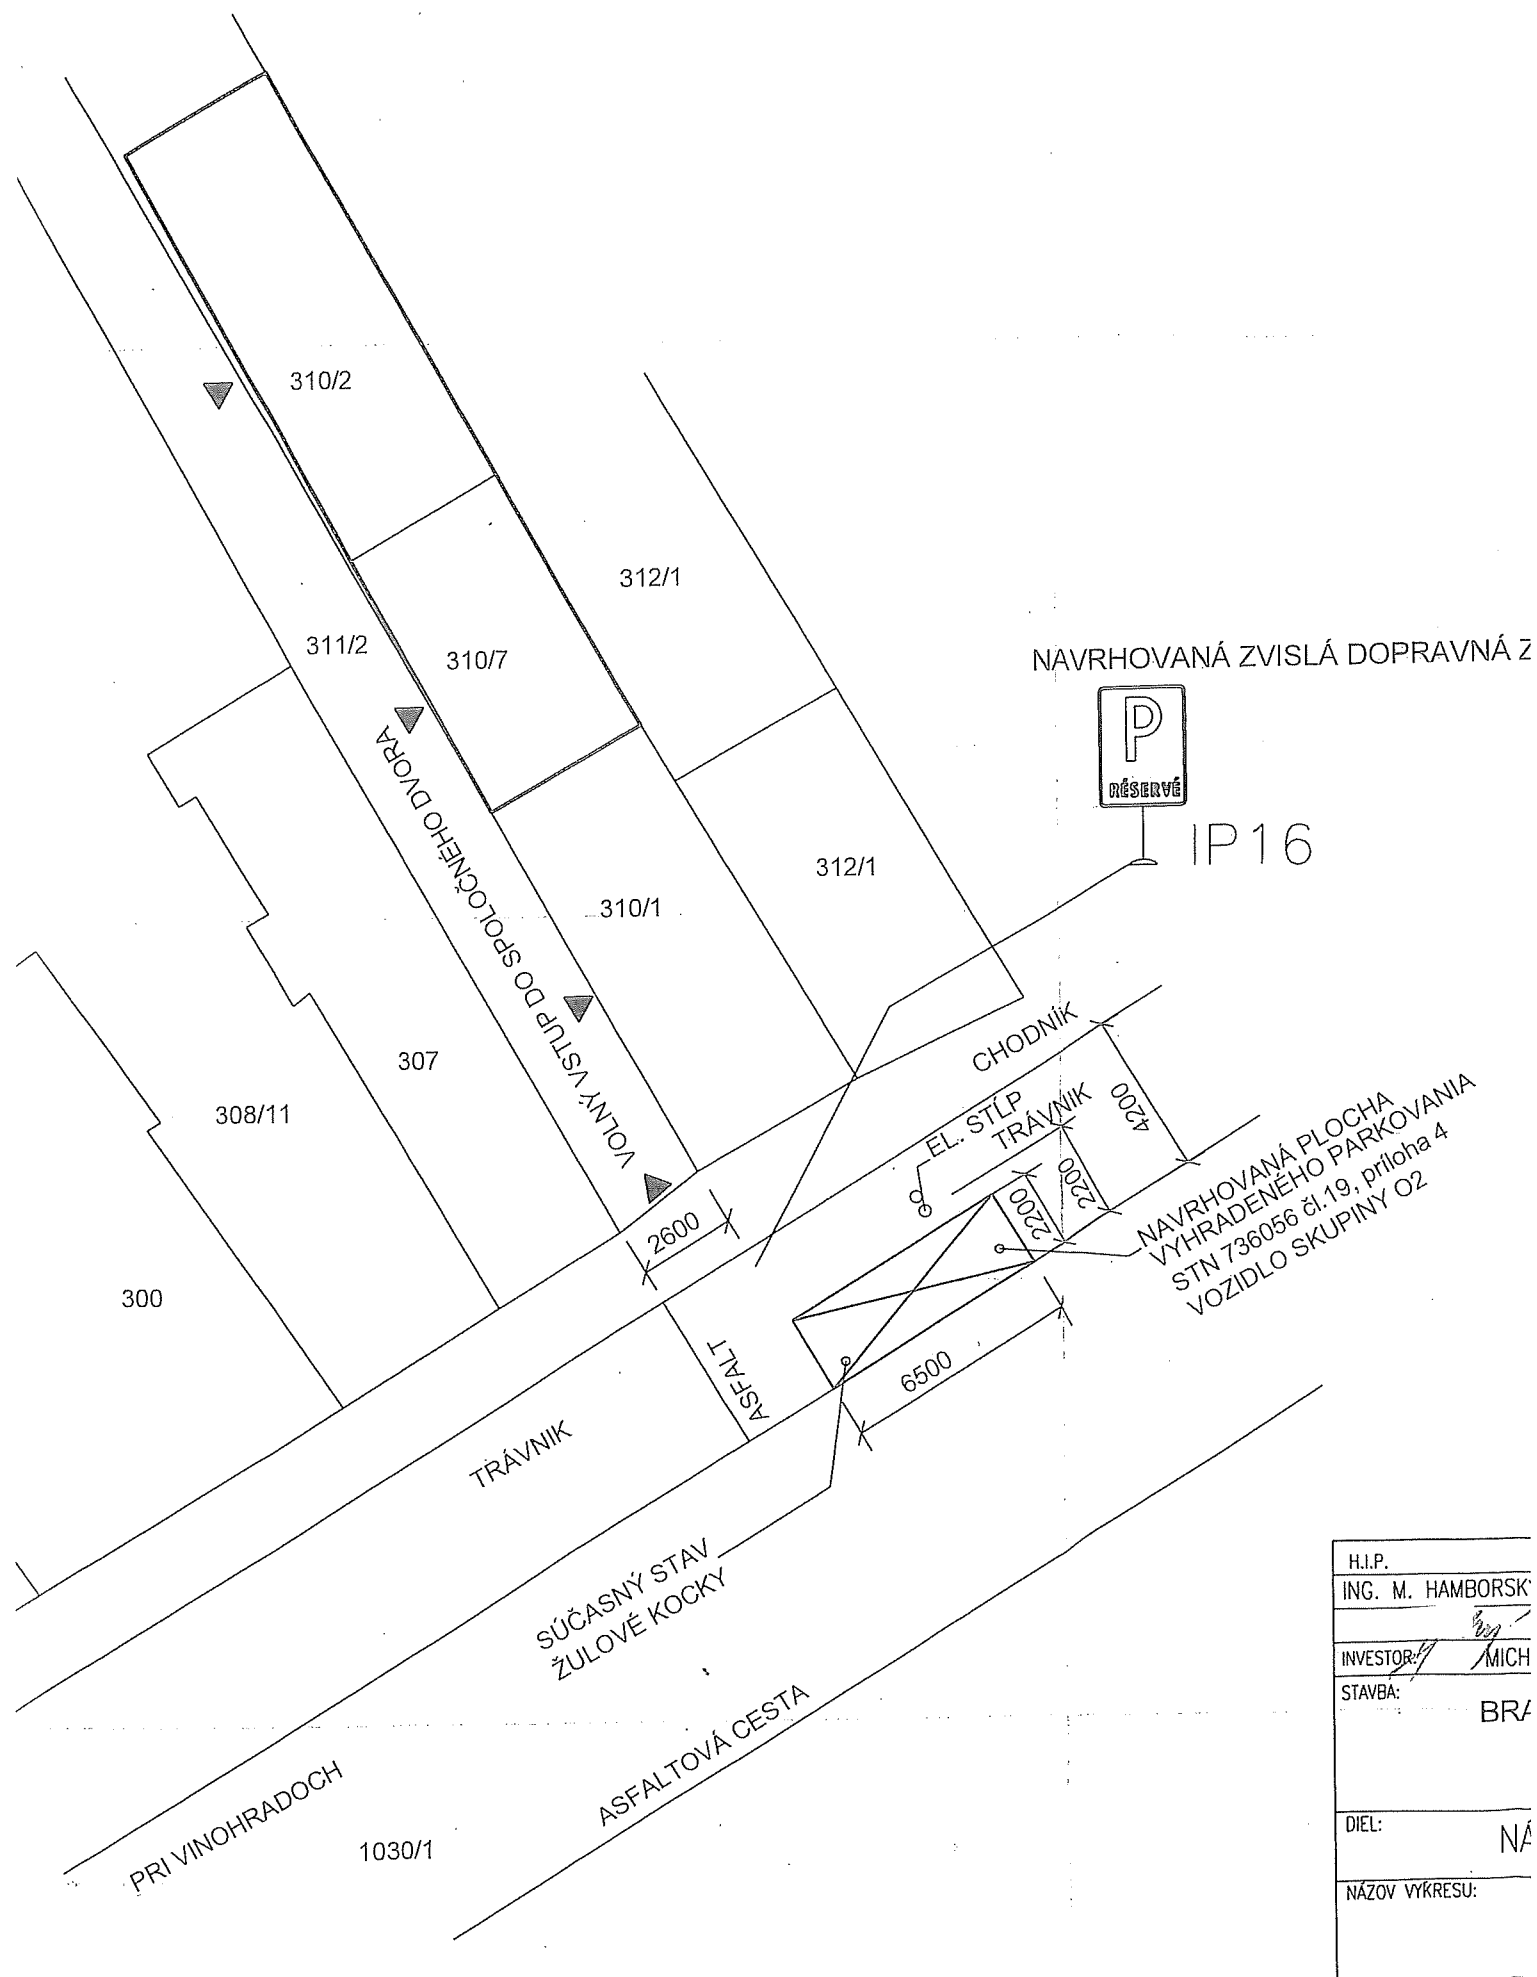 310/2
312/1
311/2
310/7
NAVRHOVANÁ ZVISLÁ DOPRAVNÁ Z
P
RÉSERVÉ
IP16
VOLNÝ VSTUP DO SPOLOČNÉHO DVORA
312/1
310/1
307
308/11
300
CHODNÍK
EL. STĹP
TRÁVNIK
4200
2200
2200
2600
6500
NAVRHOVANÁ PLOCHA
VYHRADENÉHO PARKOVANIA
STN 736056 čl.19, príloha 4
VOZIDLO SKUPINY O2
ASFALT
TRÁVNIK
SÚČASNÝ STAV
ŽULOVÉ KOCKY
ASFALTOVÁ CESTA
PRI VINOHRADOCH
1030/1
H.I.P.
ING. M. HAMBORSKÝ
INVESTOR: MICH
STAVBA:
BRA
DIEL:
NÁ
NÁZOV VÝKRESU: